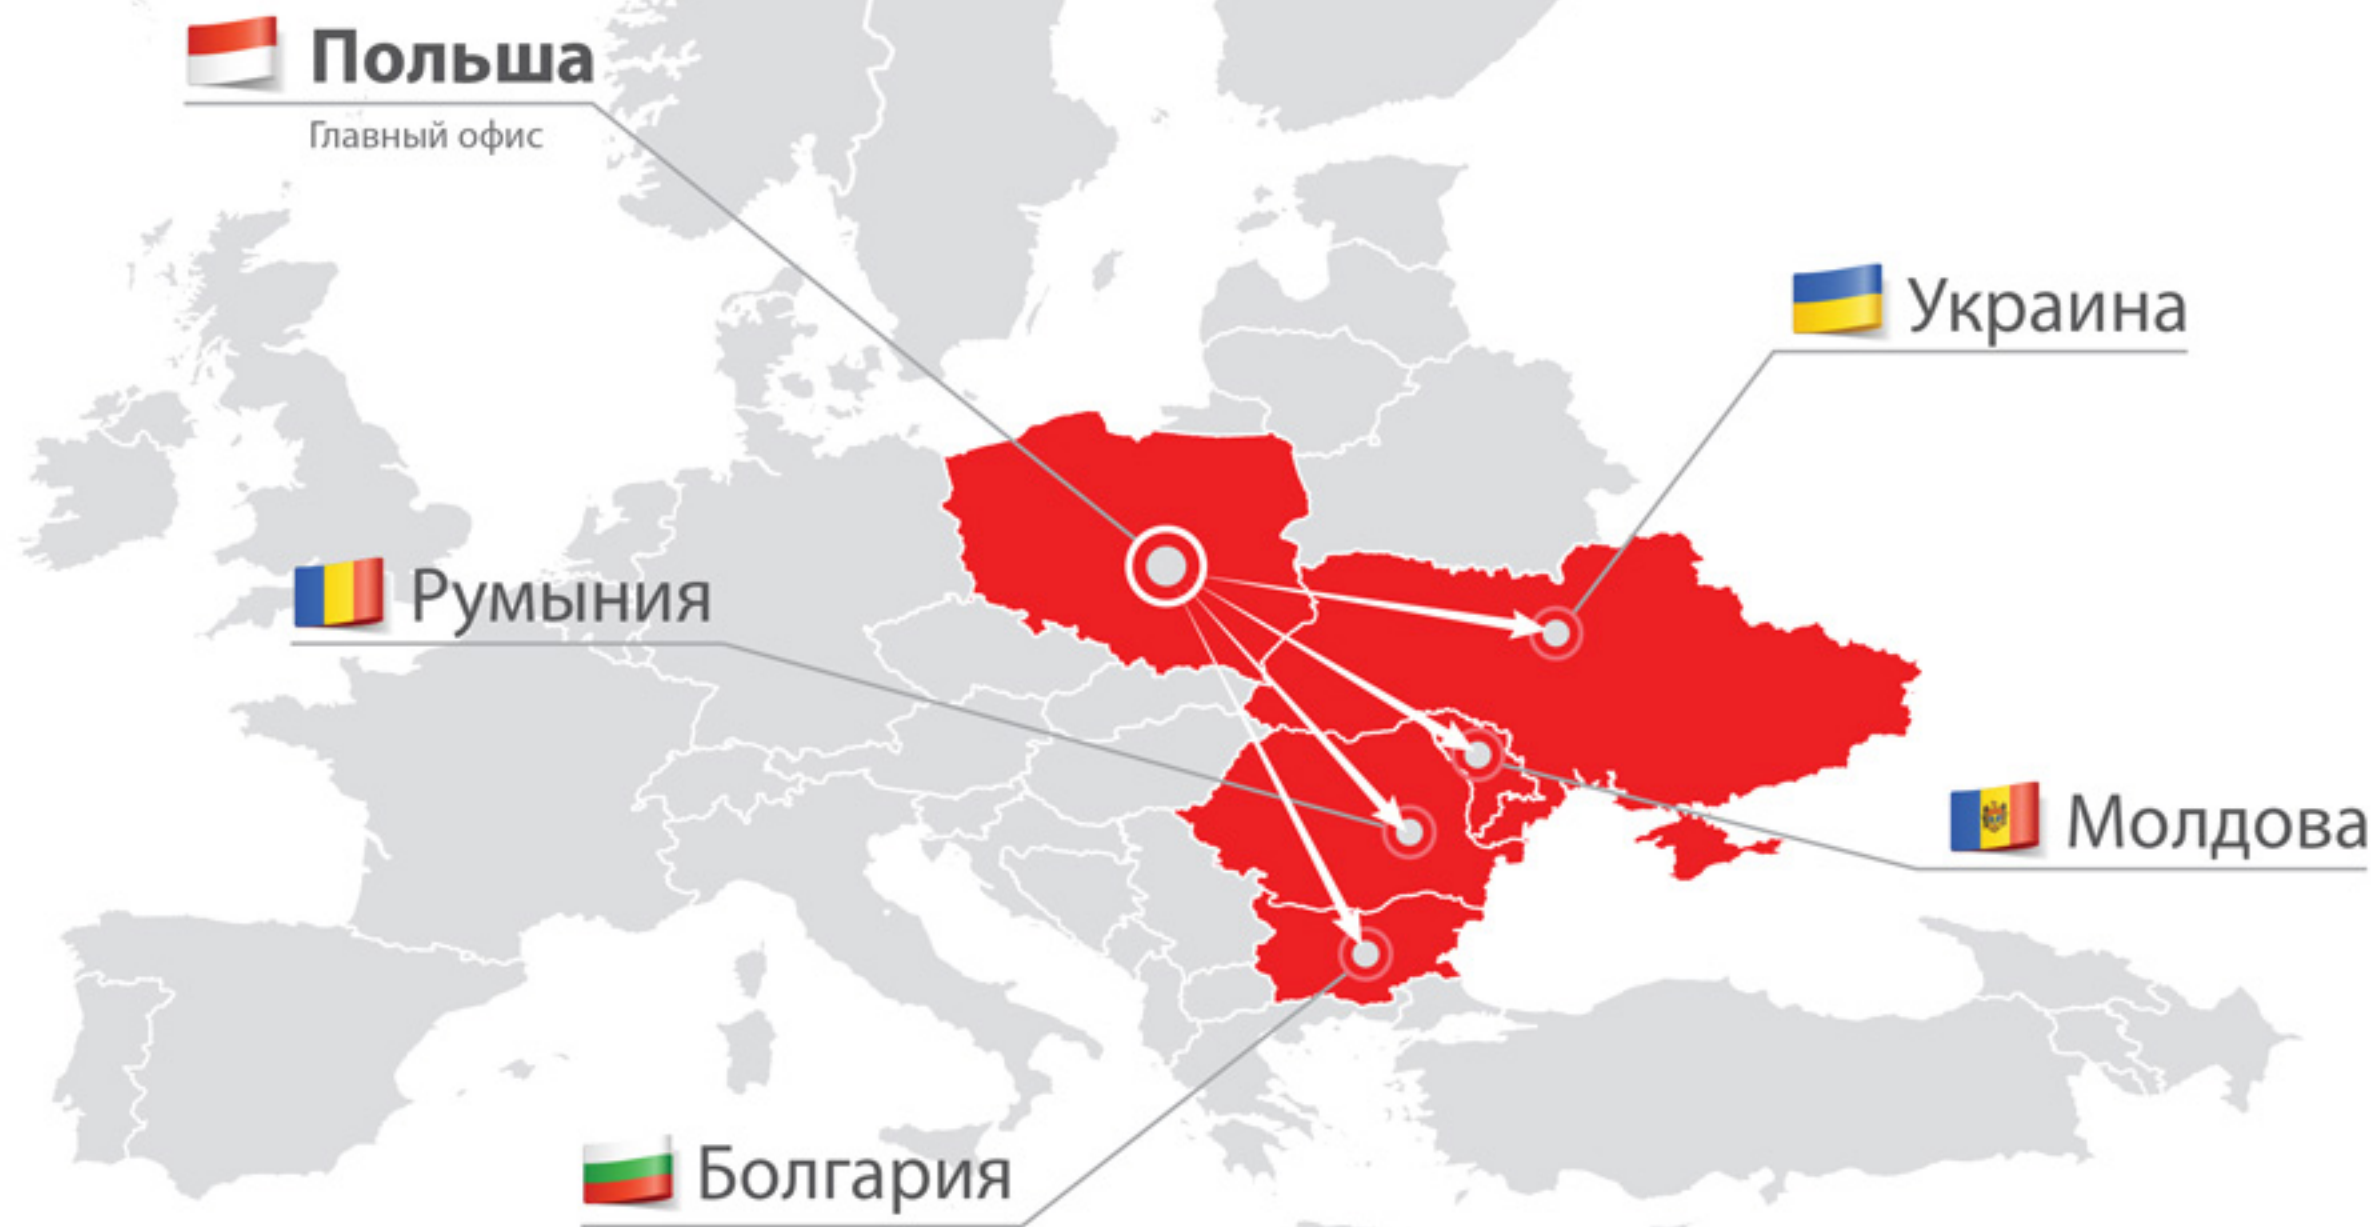 Польша
Главный офис
Украина
Румыния
Молдова
Болгария